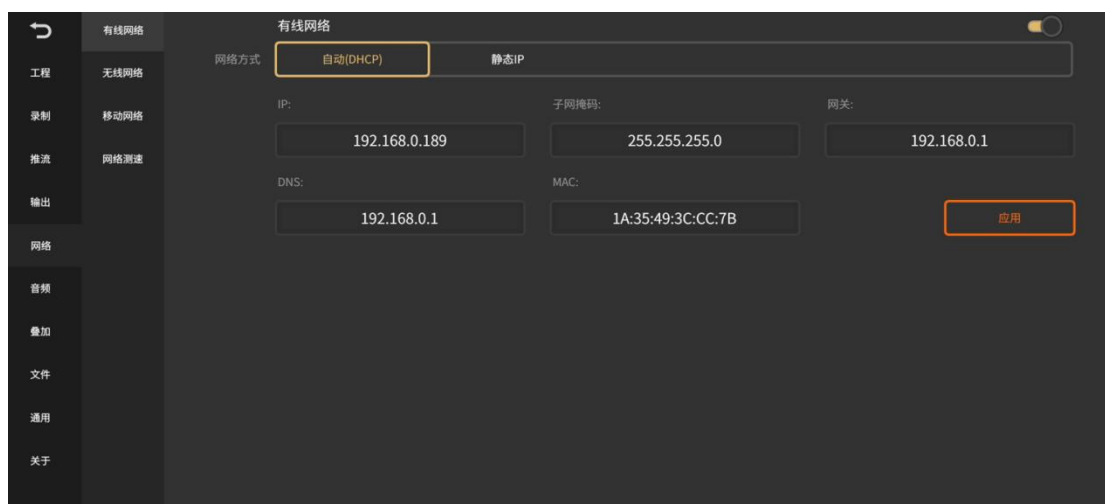 有线网络
有线网络
网络方式
自动(DHCP)
静态IP
工程
无线网络
IP:
子网掩码:
网关:
录制
移动网络
192.168.0.189
255.255.255.0
192.168.0.1
推流
网络测速
DNS:
MAC:
输出
192.168.0.1
1A:35:49:3C:CC:7B
应用
网络
音频
叠加
文件
通用
关于